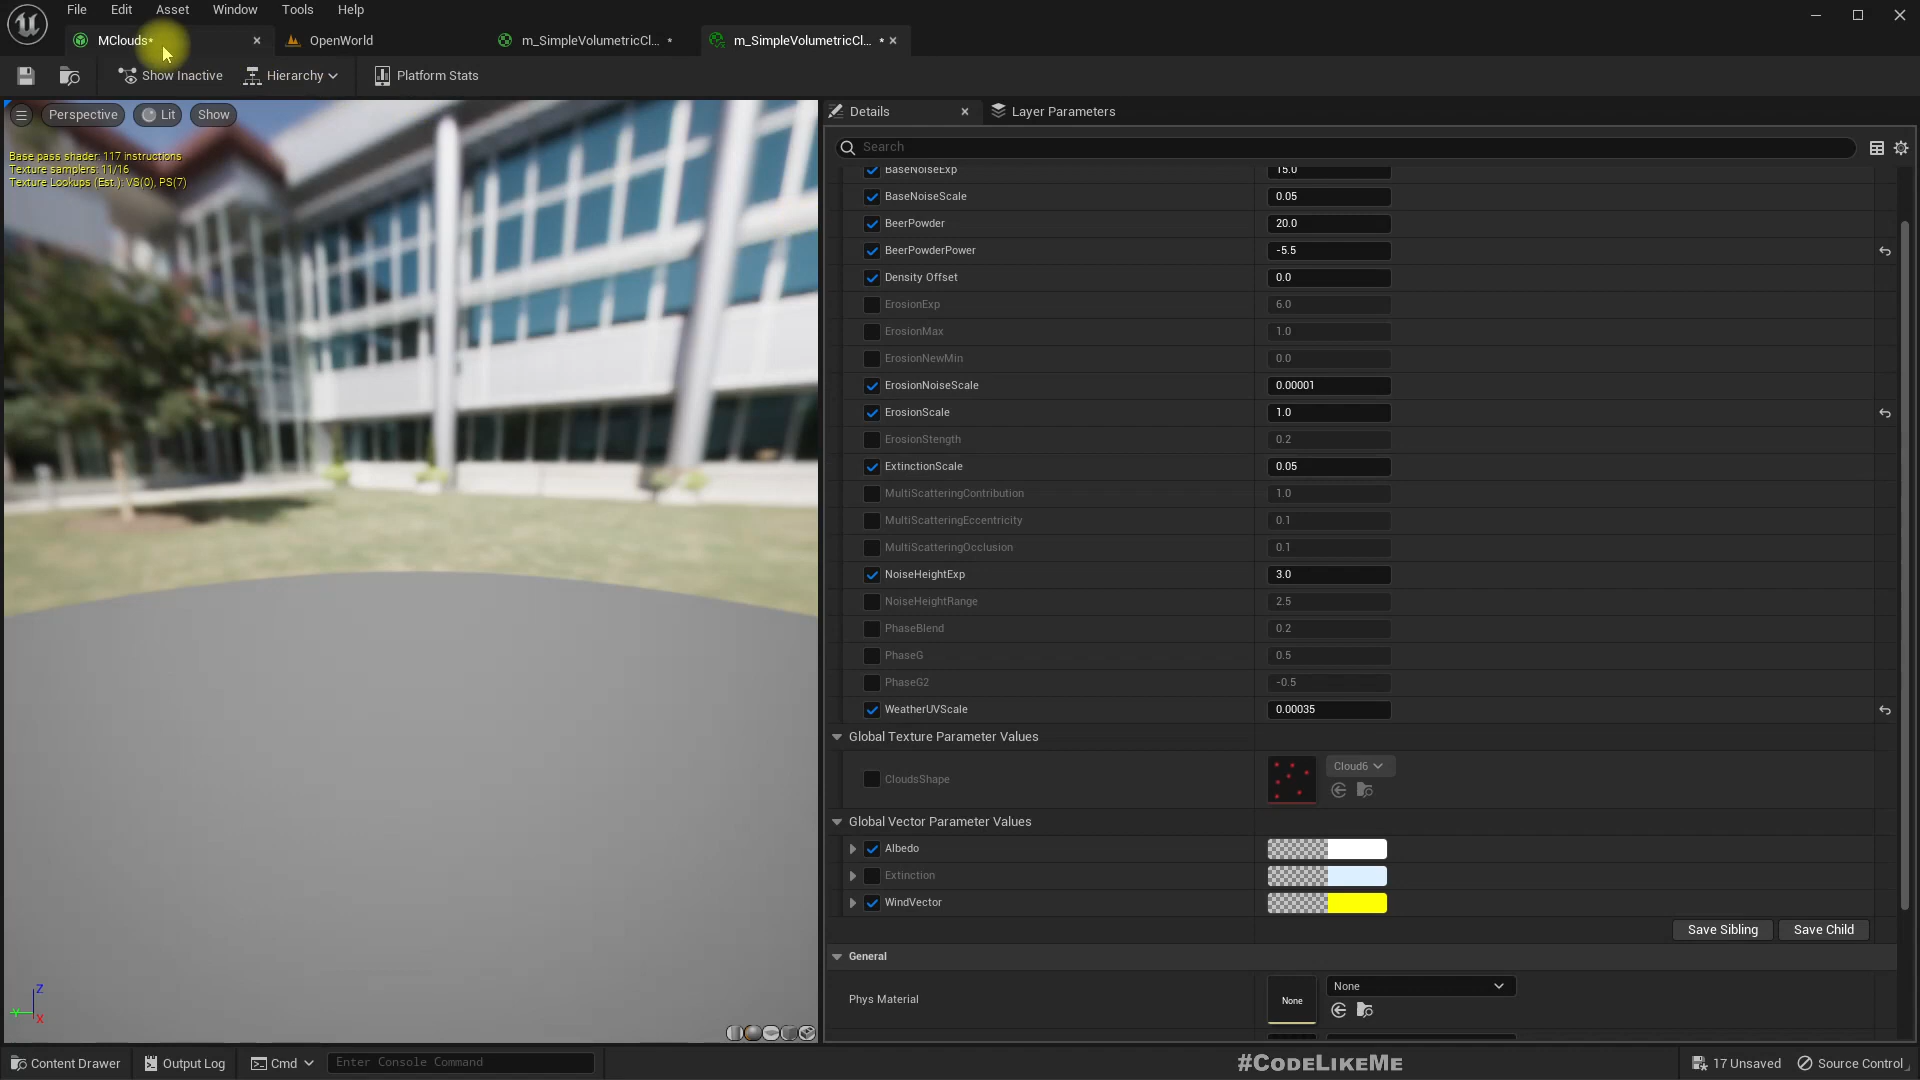 File Edit Asset Window Tools Help
MClouds* OpenWorld m_SimpleVolumetricCl... * m_SimpleVolumetricCl... *
Show Inactive Hierarchy Platform Stats
Perspective Lit Show
Base pass shader: 117 instructions
Texture samplers: 11/16
Texture Lookups (Est.): VS(0), PS(7)
Details Layer Parameters
Search
BaseNoiseExp 15.0
BaseNoiseScale 0.05
BeerPowder 20.0
BeerPowderPower -5.5
Density Offset 0.0
ErosionExp 6.0
ErosionMax 1.0
ErosionNewMin 0.0
ErosionNoiseScale 0.00001
ErosionScale 1.0
ErosionStength 0.2
ExtinctionScale 0.05
MultiScatteringContribution 1.0
MultiScatteringEccentricity 0.1
MultiScatteringOcclusion 0.1
NoiseHeightExp 3.0
NoiseHeightRange 2.5
PhaseBlend 0.2
PhaseG 0.5
PhaseG2 -0.5
WeatherUVScale 0.00035
Global Texture Parameter Values
CloudsShape Cloud6
Global Vector Parameter Values
Albedo
Extinction
WindVector
Save Sibling Save Child
General
Phys Material None None
Z
Y
X
Content Drawer Output Log Cmd Enter Console Command #CodeLikeMe 17 Unsaved Source Control